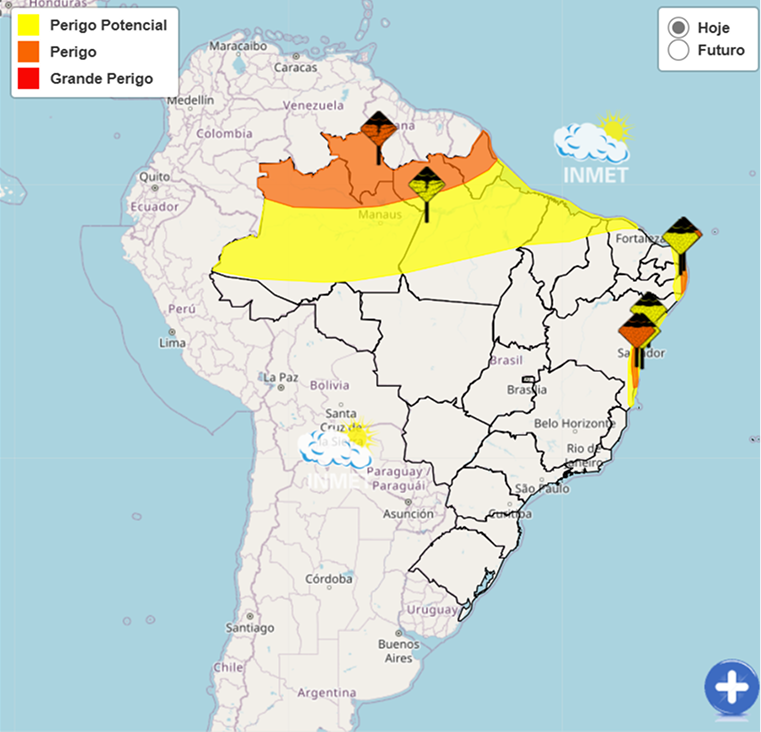 Honduras
Perigo Potencial
Perigo
Grande Perigo
Hoje
Futuro
Maracaibo
Caracas
Medellín
Venezuela
Colombia
INMET
Quito
Ecuador
Manaus
Fortaleza
Perú
Lima
Salvador
Brasil
La Paz
Bolivia
Brasília
Santa
Cruz de
la Sierra
Belo Horizonte
Rio de
Janeiro
INMET
Paraguay /
Paraguái
São Paulo
Asunción
Curitiba
Córdoba
Uruguay
Santiago
Buenos
Aires
Chile
Argentina